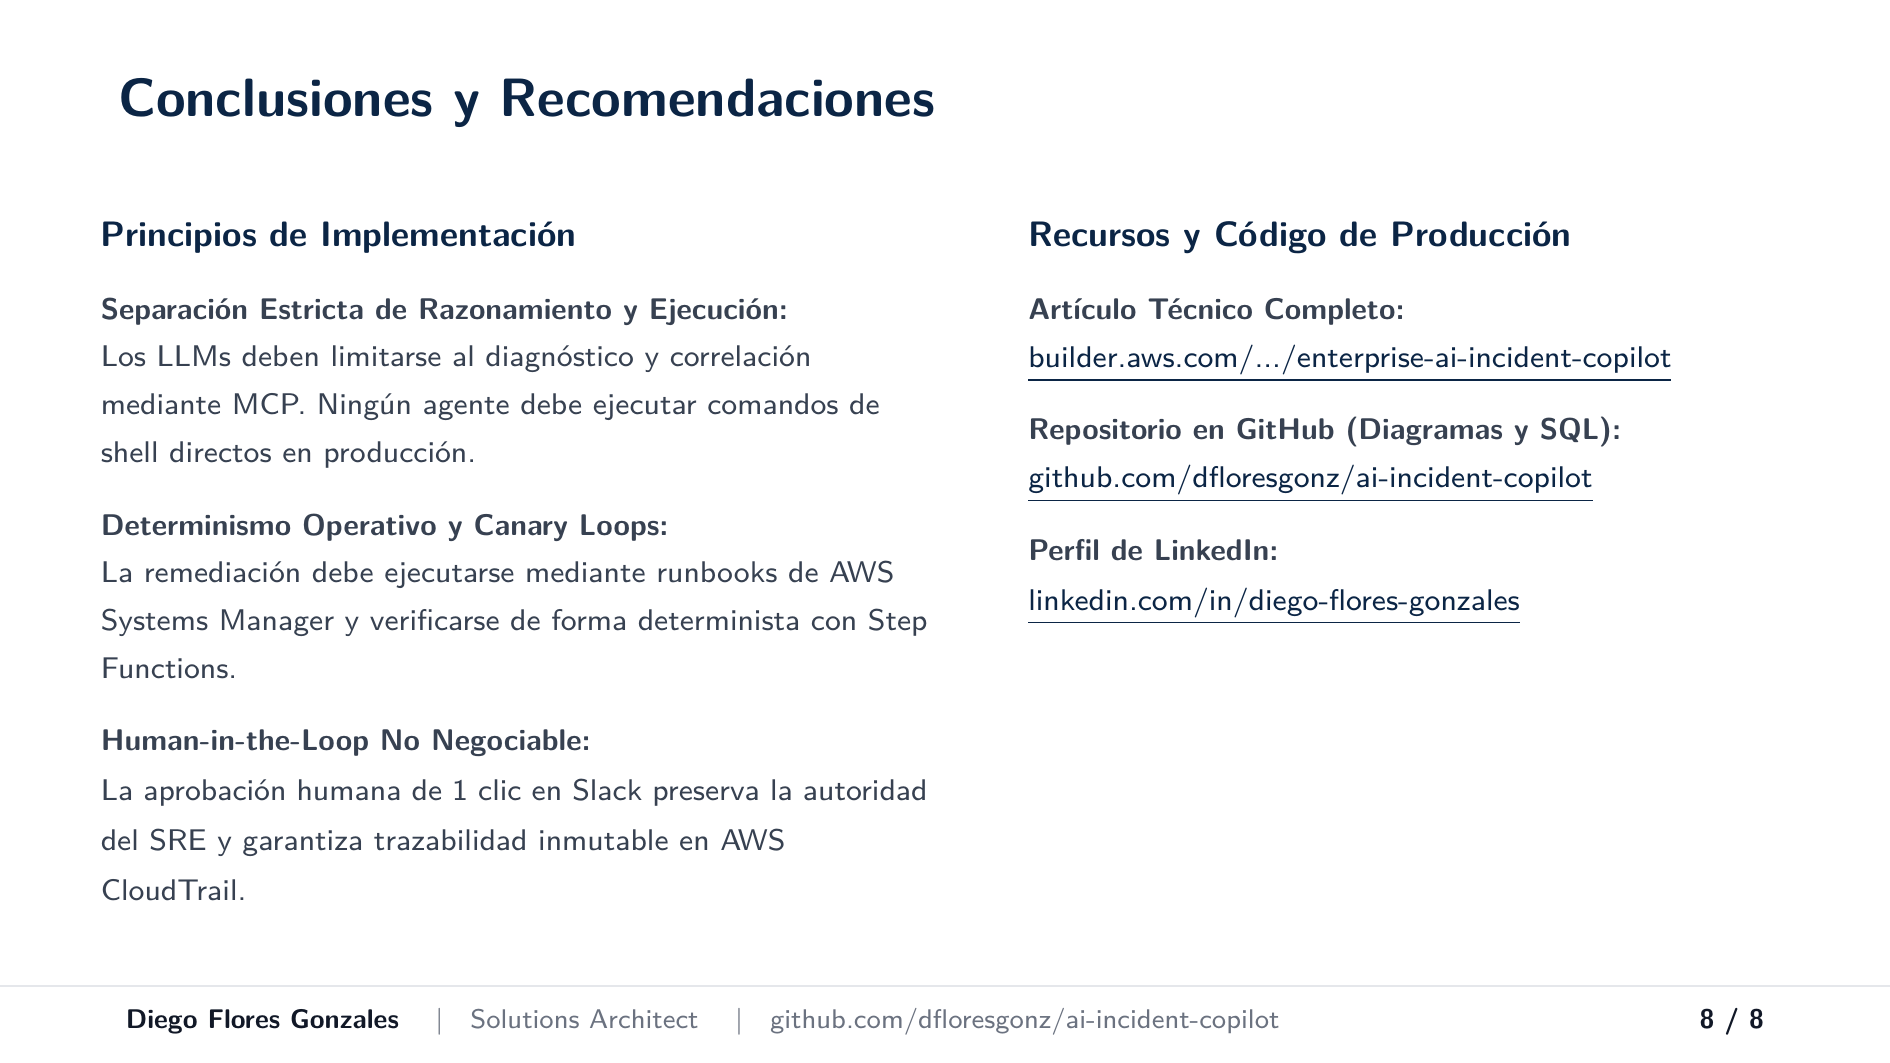 Conclusiones y Recomendaciones
Principios de Implementación
Separación Estricta de Razonamiento y Ejecución:
Los LLMs deben limitarse al diagnóstico y correlación
mediante MCP. Ningún agente debe ejecutar comandos de
shell directos en producción.
Determinismo Operativo y Canary Loops:
La remediación debe ejecutarse mediante runbooks de AWS
Systems Manager y verificarse de forma determinista con Step
Functions.
Human-in-the-Loop No Negociable:
La aprobación humana de 1 clic en Slack preserva la autoridad
del SRE y garantiza trazabilidad inmutable en AWS
CloudTrail.
Recursos y Código de Producción
Artículo Técnico Completo:
builder.aws.com/.../enterprise-ai-incident-copilot
Repositorio en GitHub (Diagramas y SQL):
github.com/dfloresgonz/ai-incident-copilot
Perfil de LinkedIn:
linkedin.com/in/diego-flores-gonzales
Diego Flores Gonzales | Solutions Architect | github.com/dfloresgonz/ai-incident-copilot 8 / 8